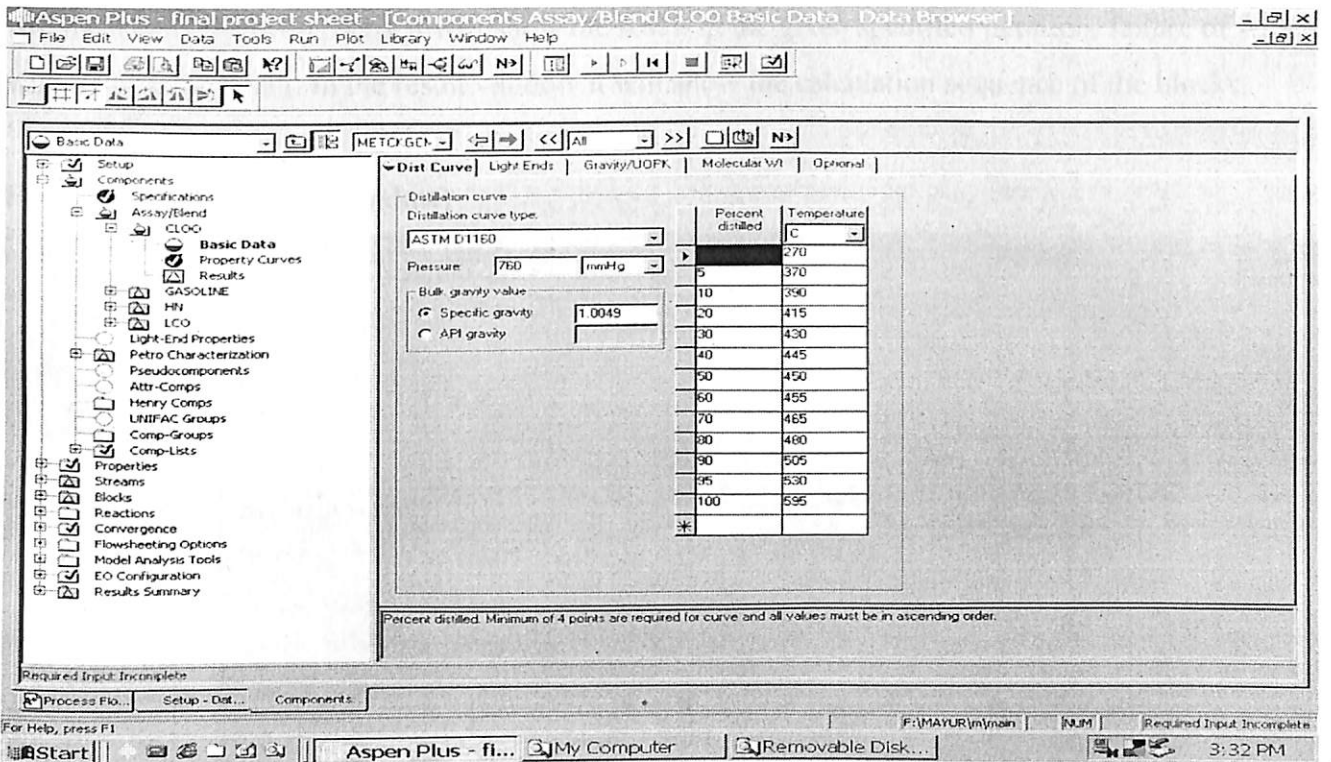 Aspen Plus - final project sheet - [Components Assay/Blend CLOO Basic Data - Data Browser]
File Edit View Data Tools Run Plot Library Window Help
N>
Basic Data
All
N>
Dist Curve Light Ends Gravity/UOPK Molecular Wt Optional
Setup
Components
Specifications
Assay/Blend
CLOO
Basic Data
Property Curves
Results
GASOLINE
HN
LCO
Light-End Properties
Petro Characterization
Pseudocomponents
Attr-Comps
Henry Comps
UNIFAC Groups
Comp-Groups
Comp-Lists
Properties
Streams
Blocks
Reactions
Convergence
Flowsheeting Options
Model Analysis Tools
EO Configuration
Results Summary
Distillation curve
Distillation curve type:
ASTM D1160
Pressure 760 mmHg
Bulk gravity value
Specific gravity 1.0049
API gravity
Percent distilled Temperature
C
270
5 370
10 390
20 415
30 430
40 445
50 450
60 455
70 465
80 480
90 505
95 530
100 595
*
Percent distilled. Minimum of 4 points are required for curve and all values must be in ascending order.
Required Input Incomplete
Process Flo... Setup - Dat... Components
For Help, press F1 F:\MAYUR\m\main NUM Required Input Incomplete
Start Aspen Plus - fi... My Computer Removable Disk... 3:32 PM